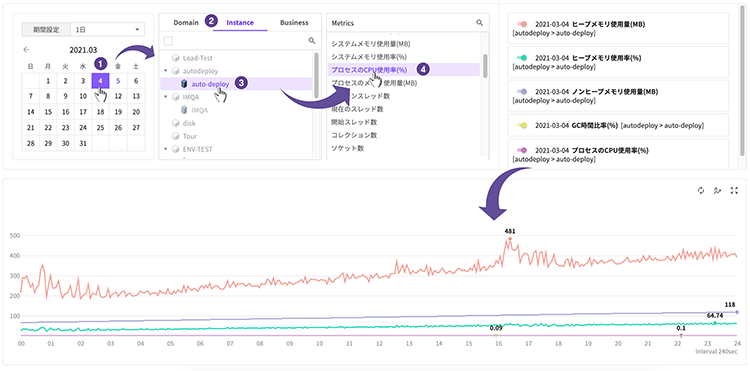 期間設定 1日
2021.03
日 月 火 水 木 金 土
1 2 3 4 5 6
7 8 9 10 11 12 13
14 15 16 17 18 19 20
21 22 23 24 25 26 27
28 29 30 31
1
Domain 2 Instance Business
Load-Test
autodeploy
auto-deploy 3
IMQA
IMQA
disk
Tour
ENV-TEST
Metrics
システムメモリ使用量(MB)
システムメモリ使用率(%)
プロセスのCPU使用率(%) 4
プロセスのメ 使用量(MB)
ンスレッド数
現在のスレッド数
開始スレッド数
コレクション数
ソケット数
2021-03-04 ヒープメモリ使用量(MB)
[autodeploy > auto-deploy]
2021-03-04 ヒープメモリ使用率(%)
[autodeploy > auto-deploy]
2021-03-04 ノンヒープメモリ使用量(MB)
[autodeploy > auto-deploy]
2021-03-04 GC時間比率(%) [autodeploy > auto-deploy]
2021-03-04 プロセスのCPU使用率(%)
[autodeploy > auto-deploy]
481
500
400
300
200
100
118
64.74
0.09
0.1
00 01 02 03 04 05 06 07 08 09 10 11 12 13 14 15 16 17 18 19 20 21 22 23 24
Interval 240sec